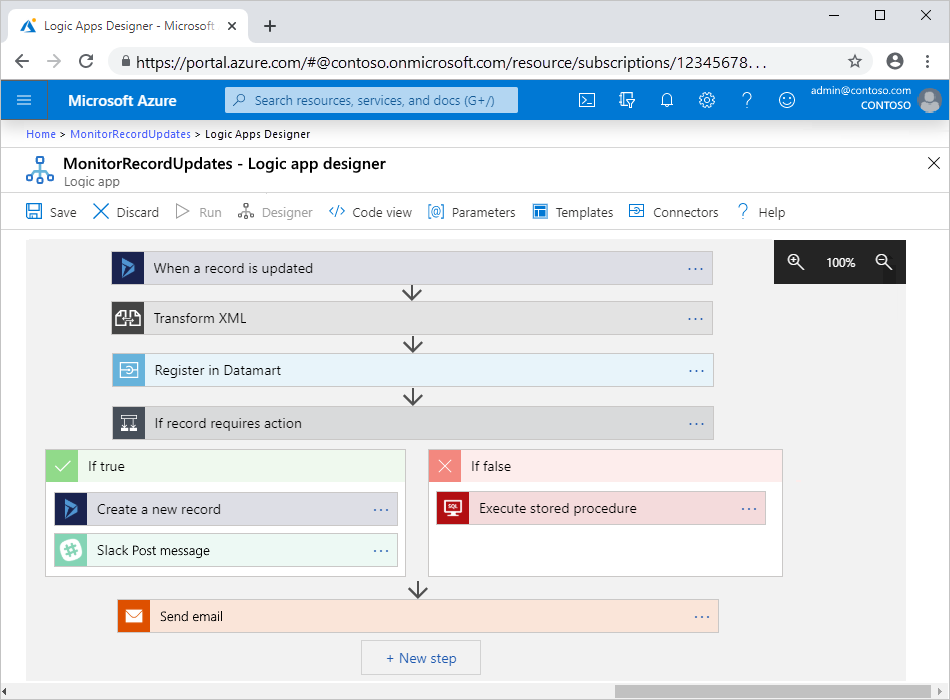 Logic Apps Designer - Microsoft
https://portal.azure.com/#@contoso.onmicrosoft.com/resource/subscriptions/12345678...
Microsoft Azure
Search resources, services, and docs (G+/)
admin@contoso.com
CONTOSO
Home > MonitorRecordUpdates > Logic Apps Designer
MonitorRecordUpdates - Logic app designer
Logic app
Save Discard Run Designer Code view Parameters Templates Connectors Help
When a record is updated
100%
Transform XML
Register in Datamart
If record requires action
If true
If false
Create a new record
SQL
Execute stored procedure
Slack Post message
Send email
+ New step